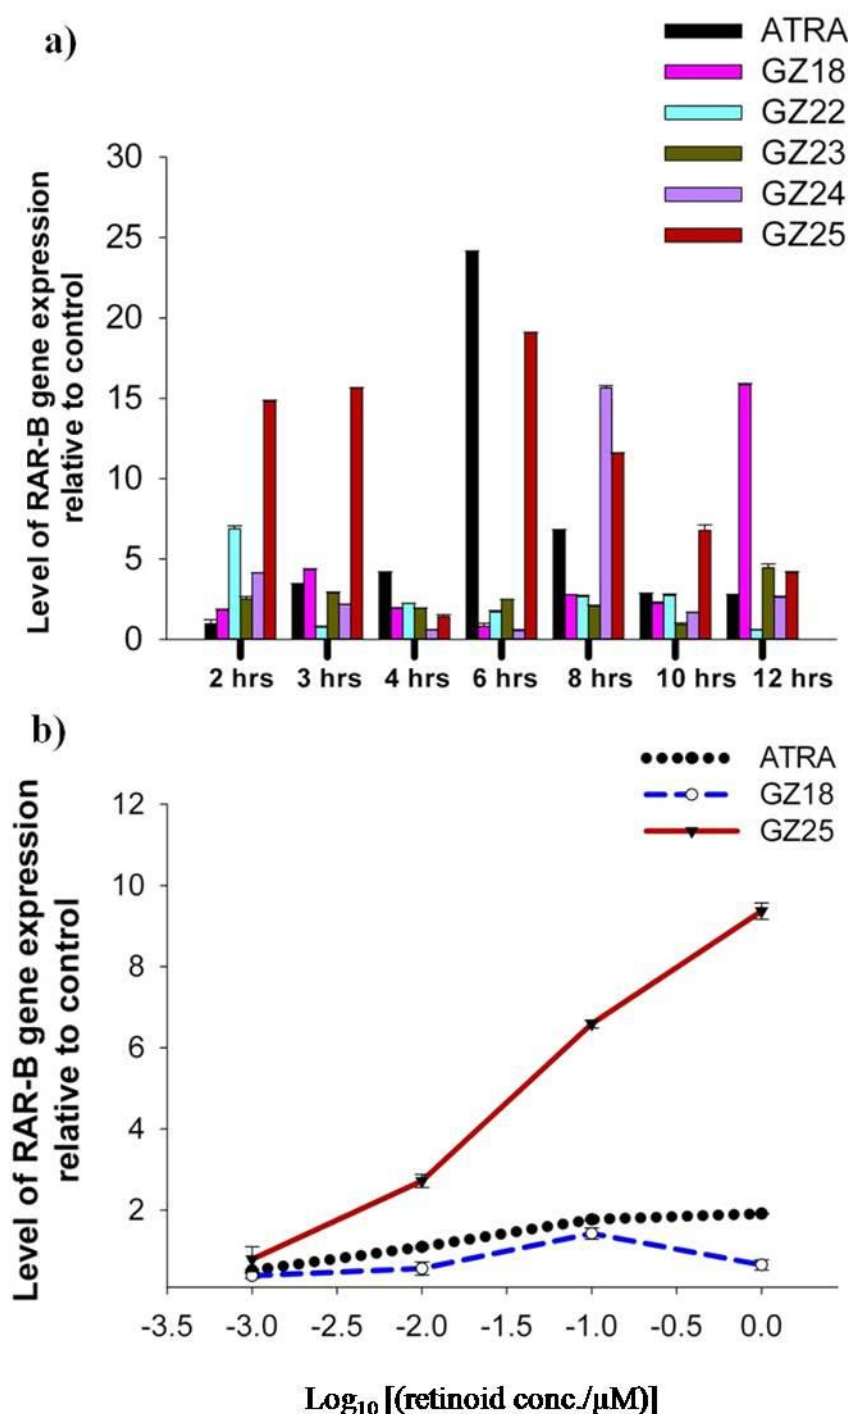 a)
ATRA
GZ18
GZ22
GZ23
GZ24
GZ25
Level of RAR-B gene expression
relative to control
30
25
20
15
10
5
0
2 hrs 3 hrs 4 hrs 6 hrs 8 hrs 10 hrs 12 hrs
b)
ATRA
GZ18
GZ25
Level of RAR-B gene expression
relative to control
12
10
8
6
4
2
-3.5 -3.0 -2.5 -2.0 -1.5 -1.0 -0.5 0.0
Log₁₀ [(retinoid conc./µM)]